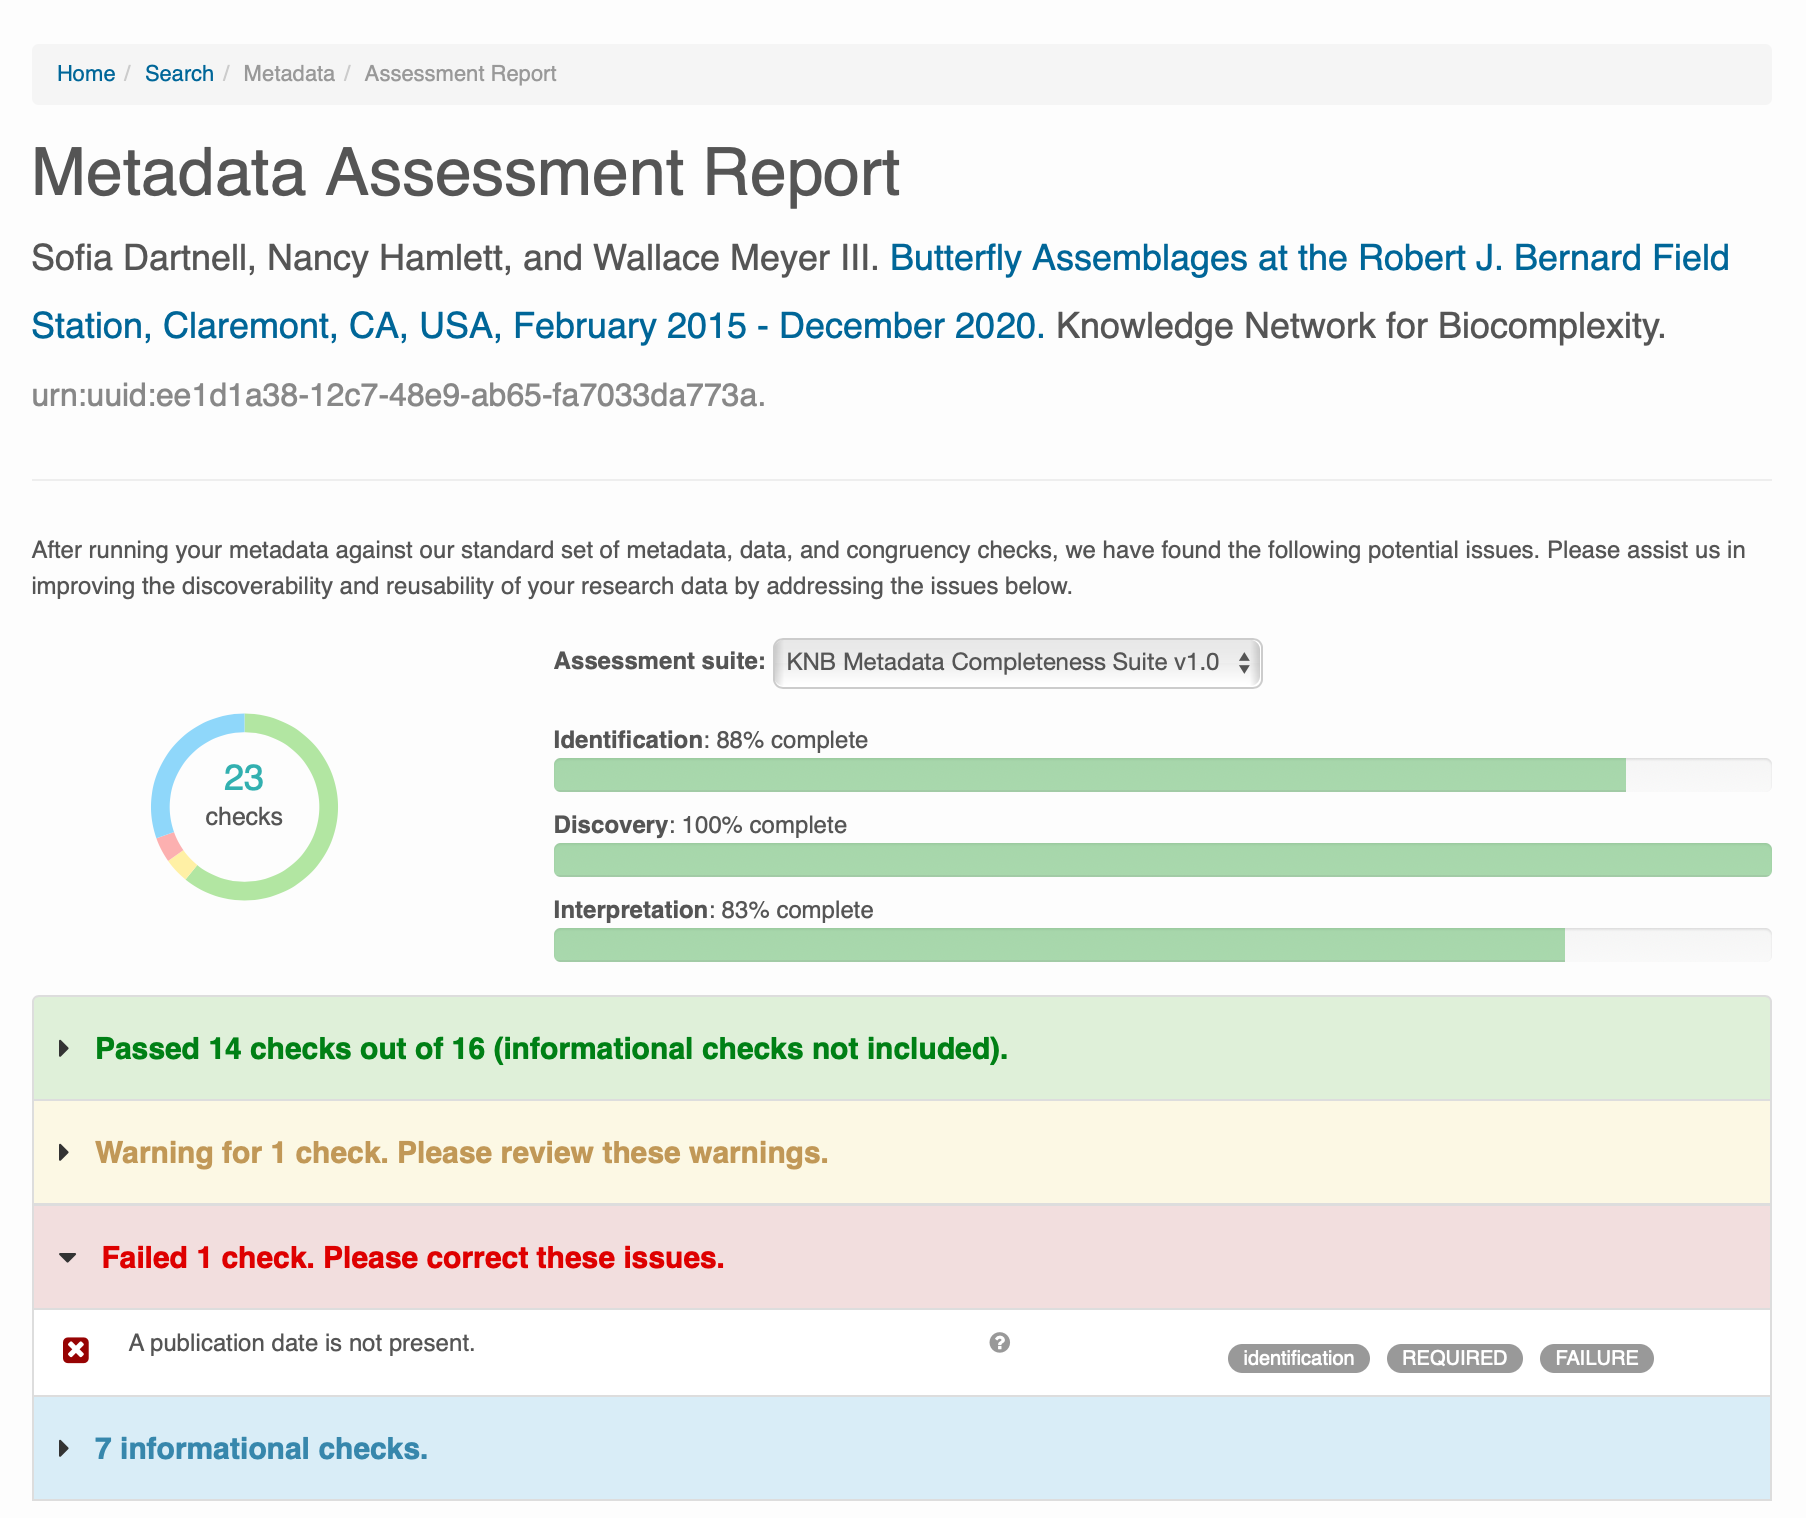 Home / Search / Metadata / Assessment Report
Metadata Assessment Report
Sofia Dartnell, Nancy Hamlett, and Wallace Meyer III. Butterfly Assemblages at the Robert J. Bernard Field
Station, Claremont, CA, USA, February 2015 - December 2020. Knowledge Network for Biocomplexity.
urn:uuid:ee1d1a38-12c7-48e9-ab65-fa7033da773a.
After running your metadata against our standard set of metadata, data, and congruency checks, we have found the following potential issues. Please assist us in
improving the discoverability and reusability of your research data by addressing the issues below.
Assessment suite: KNB Metadata Completeness Suite v1.0
23
checks
Identification: 88% complete
Discovery: 100% complete
Interpretation: 83% complete
Passed 14 checks out of 16 (informational checks not included).
Warning for 1 check. Please review these warnings.
Failed 1 check. Please correct these issues.
A publication date is not present. ? identification REQUIRED FAILURE
7 informational checks.